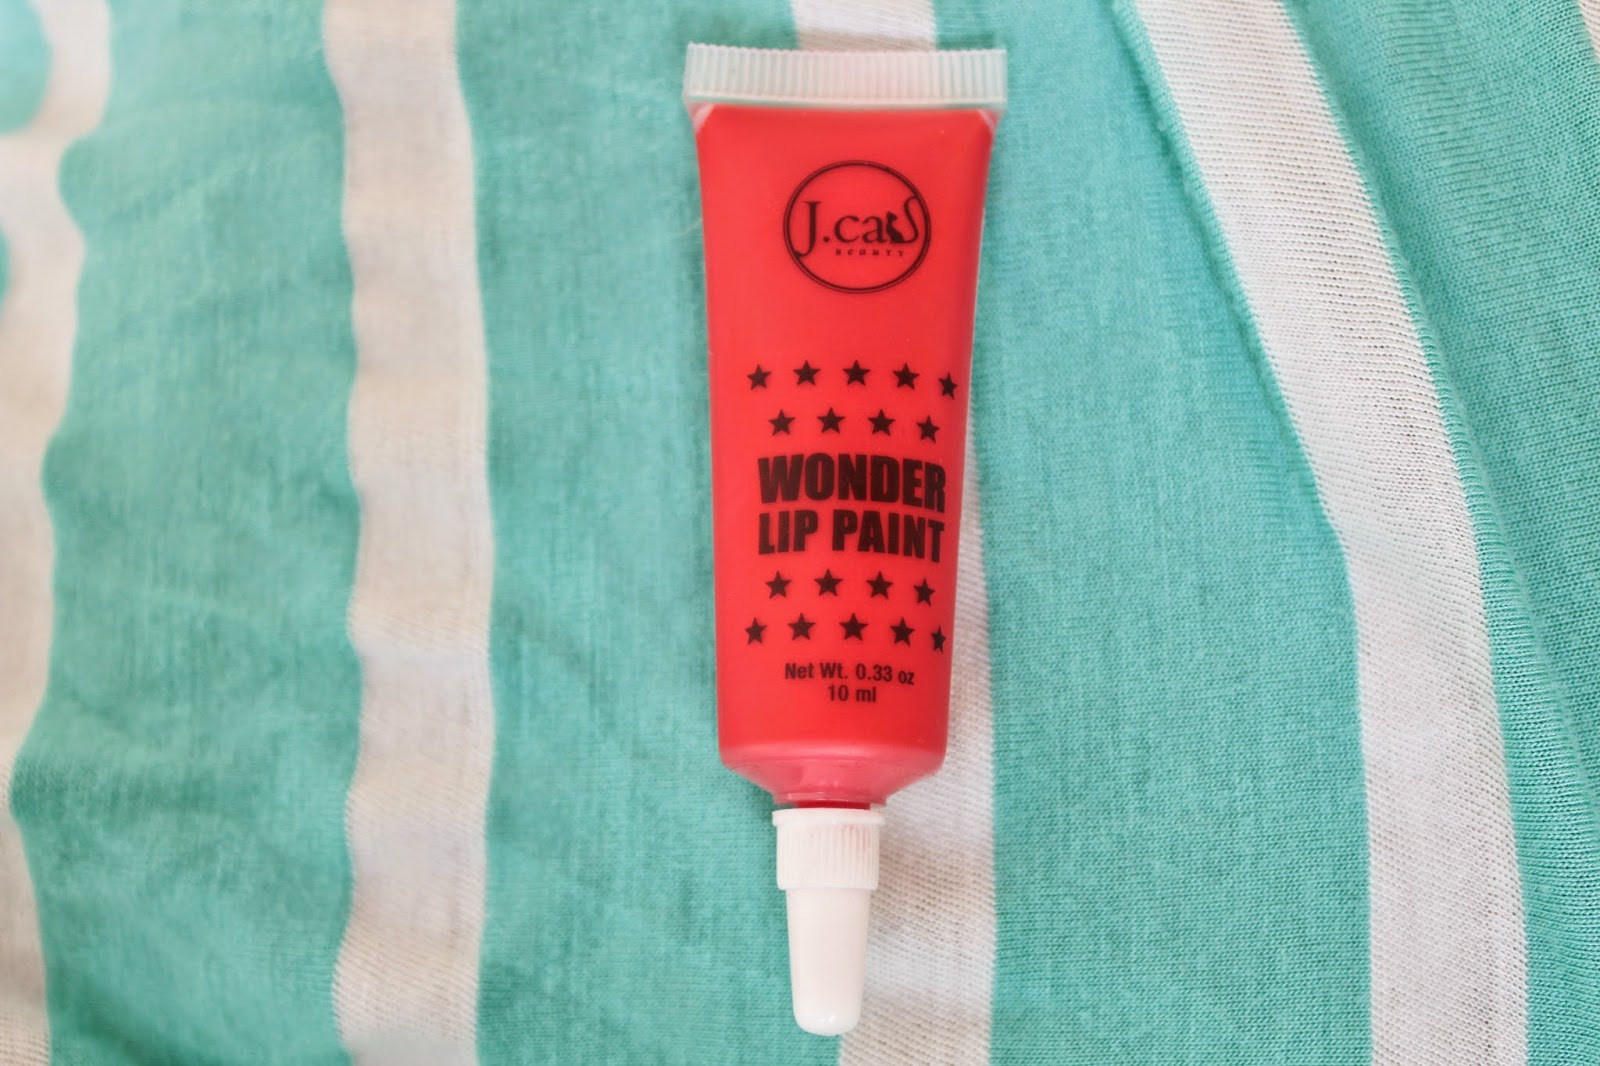 J.cat
BEAUTY
WONDER
LIP PAINT
Net Wt. 0.33 oz
10 ml